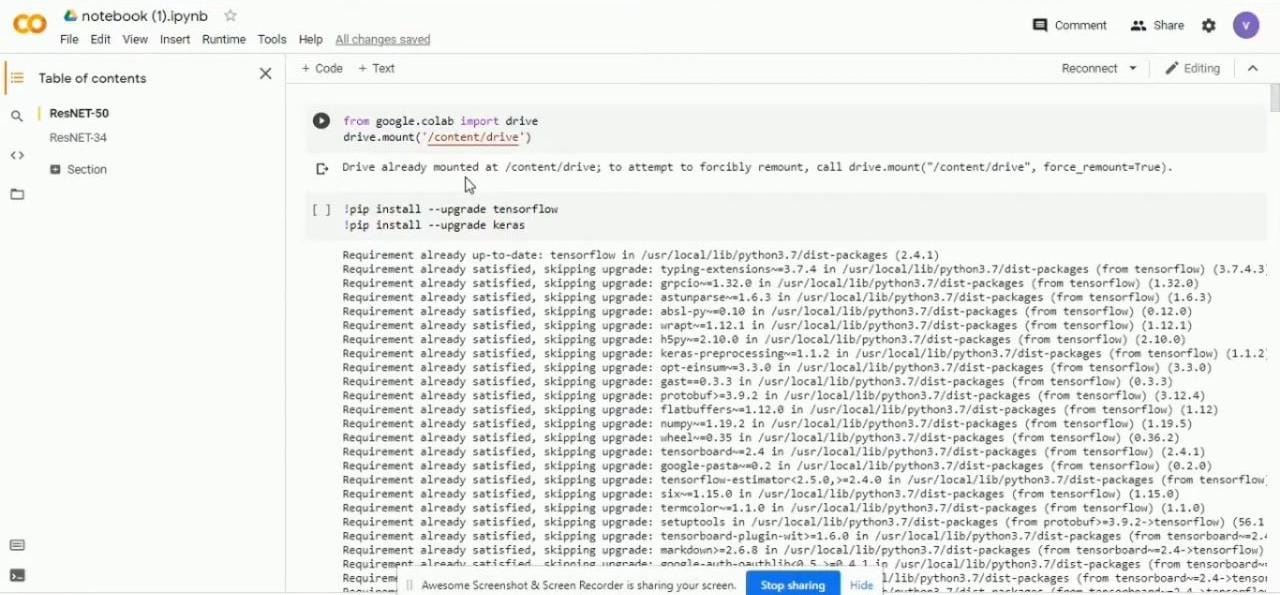 notebook (1).ipynb
File Edit View Insert Runtime Tools Help All changes saved
Comment Share V
Table of contents
+ Code + Text Reconnect Editing
ResNET-50
ResNET-34
Section
from google.colab import drive
drive.mount('/content/drive')
Drive already mounted at /content/drive; to attempt to forcibly remount, call drive.mount("/content/drive", force_remount=True).
[ ] !pip install --upgrade tensorflow
!pip install --upgrade keras
Requirement already up-to-date: tensorflow in /usr/local/lib/python3.7/dist-packages (2.4.1)
Requirement already satisfied, skipping upgrade: typing-extensions~=3.7.4 in /usr/local/lib/python3.7/dist-packages (from tensorflow) (3.7.4.3
Requirement already satisfied, skipping upgrade: grpcio~=1.32.0 in /usr/local/lib/python3.7/dist-packages (from tensorflow) (1.32.0)
Requirement already satisfied, skipping upgrade: astunparse~=1.6.3 in /usr/local/lib/python3.7/dist-packages (from tensorflow) (1.6.3)
Requirement already satisfied, skipping upgrade: absl-py~=0.10 in /usr/local/lib/python3.7/dist-packages (from tensorflow) (0.12.0)
Requirement already satisfied, skipping upgrade: wrapt~=1.12.1 in /usr/local/lib/python3.7/dist-packages (from tensorflow) (1.12.1)
Requirement already satisfied, skipping upgrade: h5py~=2.10.0 in /usr/local/lib/python3.7/dist-packages (from tensorflow) (2.10.0)
Requirement already satisfied, skipping upgrade: keras-preprocessing~=1.1.2 in /usr/local/lib/python3.7/dist-packages (from tensorflow) (1.1.2
Requirement already satisfied, skipping upgrade: opt-einsum~=3.3.0 in /usr/local/lib/python3.7/dist-packages (from tensorflow) (3.3.0)
Requirement already satisfied, skipping upgrade: gast==0.3.3 in /usr/local/lib/python3.7/dist-packages (from tensorflow) (0.3.3)
Requirement already satisfied, skipping upgrade: protobuf>=3.9.2 in /usr/local/lib/python3.7/dist-packages (from tensorflow) (3.12.4)
Requirement already satisfied, skipping upgrade: flatbuffers~=1.12.0 in /usr/local/lib/python3.7/dist-packages (from tensorflow) (1.12)
Requirement already satisfied, skipping upgrade: numpy~=1.19.2 in /usr/local/lib/python3.7/dist-packages (from tensorflow) (1.19.5)
Requirement already satisfied, skipping upgrade: wheel~=0.35 in /usr/local/lib/python3.7/dist-packages (from tensorflow) (0.36.2)
Requirement already satisfied, skipping upgrade: tensorboard~=2.4 in /usr/local/lib/python3.7/dist-packages (from tensorflow) (2.4.1)
Requirement already satisfied, skipping upgrade: google-pasta~=0.2 in /usr/local/lib/python3.7/dist-packages (from tensorflow) (0.2.0)
Requirement already satisfied, skipping upgrade: tensorflow-estimator<2.5.0,>=2.4.0 in /usr/local/lib/python3.7/dist-packages (from tensorflow
Requirement already satisfied, skipping upgrade: six~=1.15.0 in /usr/local/lib/python3.7/dist-packages (from tensorflow) (1.15.0)
Requirement already satisfied, skipping upgrade: termcolor~=1.1.0 in /usr/local/lib/python3.7/dist-packages (from tensorflow) (1.1.0)
Requirement already satisfied, skipping upgrade: setuptools in /usr/local/lib/python3.7/dist-packages (from protobuf>=3.9.2->tensorflow) (56.1
Requirement already satisfied, skipping upgrade: tensorboard-plugin-wit>=1.6.0 in /usr/local/lib/python3.7/dist-packages (from tensorboard~=2.4
Requirement already satisfied, skipping upgrade: markdown>=2.6.8 in /usr/local/lib/python3.7/dist-packages (from tensorboard~=2.4->tensorflow)
Requirement already satisfied, skipping upgrade: google-auth-oauthlib<0.5,>=0.4.1 in /usr/local/lib/python3.7/dist-packages (from tensorboard~
l/lib/python3.7/dist-packages (from tensorboard~=2.4->tensor
Awesome Screenshot & Screen Recorder is sharing your screen. Stop sharing Hide